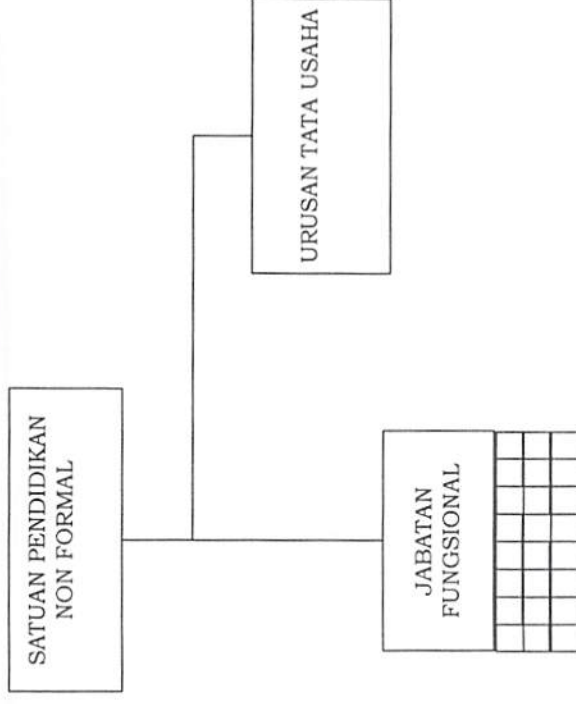 SATUAN PENDIDIKAN
NON FORMAL
URUSAN TATA USAHA
JABATAN
FUNGSIONAL